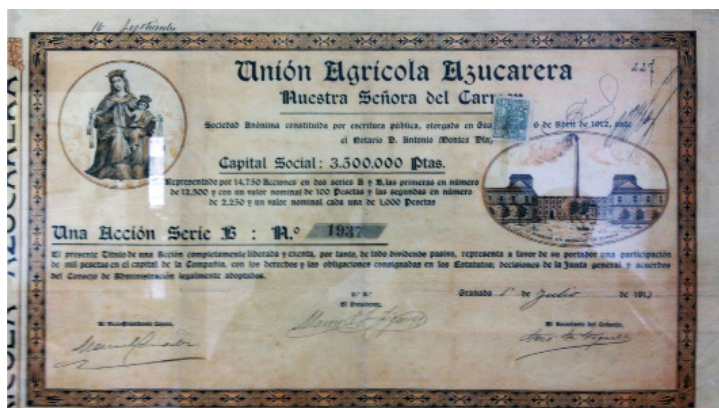 16 Septiembre
Unión Agrícola Azucarera
227
Nuestra Señora del Carmen
Sociedad Anónima constituida por escritura pública, otorgada en 6 de Abril de 1912, ante
el Notario D. Antonio Montes Díaz
Capital Social: 3.500.000 Ptas.
Representado por 14,750 Acciones en dos series A y B, las primeras en número
de 12,500 y con un valor nominal de 100 Pesetas y las segundas en número
de 2,250 y un valor nominal cada una de 1,000 Pesetas
Una Acción Serie B : N.º 1937
El presente Título es de una Acción completamente liberada y exenta, por tanto, de todo dividendo pasivo, representa a favor de su portador una participación
de mil pesetas en el capital de la Compañía, con los derechos y las obligaciones consignadas en los Estatutos; decisiones de la Junta general y acuerdos
del Consejo de Administración legalmente adoptados.
Granada 1º de Julio de 191
V.º B.º
El Presidente,
El Vice-Presidente
El Secretario del Consejo,
AZUCARERA